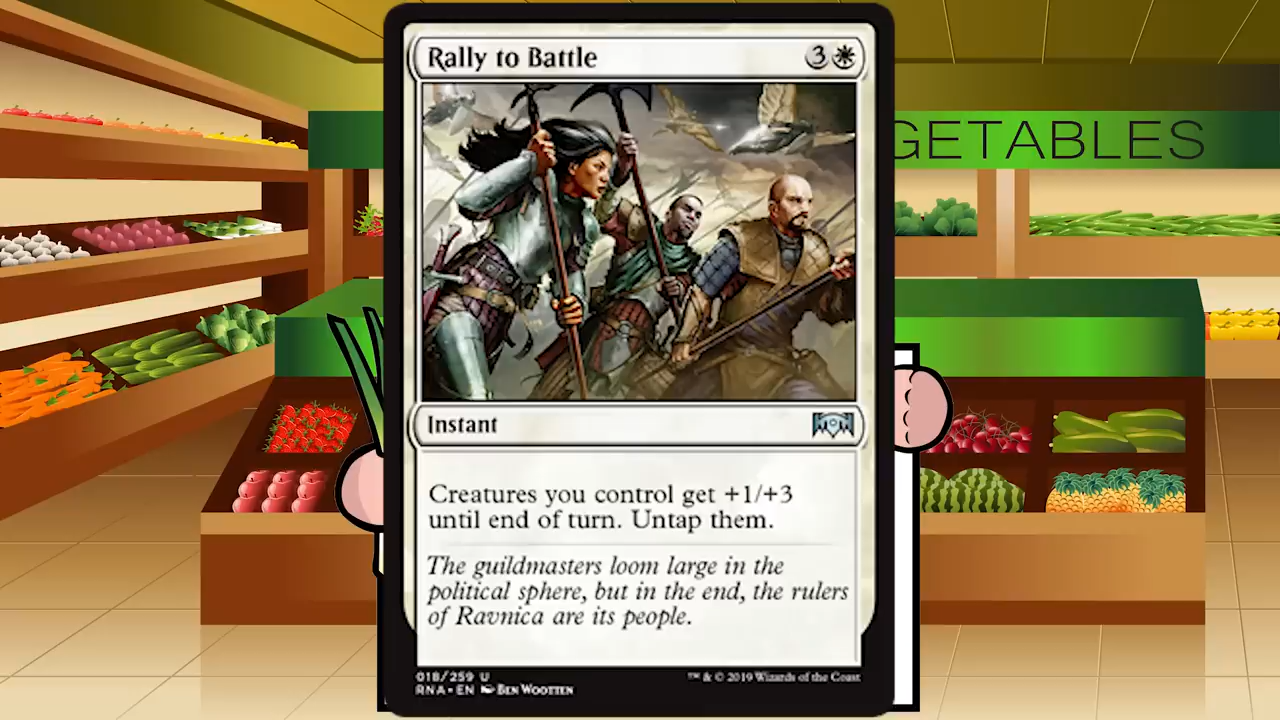 Rally to Battle 3
GETABLES
Instant
Creatures you control get +1/+3
until end of turn. Untap them.
The guildmasters loom large in the
political sphere, but in the end, the rulers
of Ravnica are its people.
018/259 U
RNA • EN BEN WOOTTEN
™ & © 2019 Wizards of the Coast